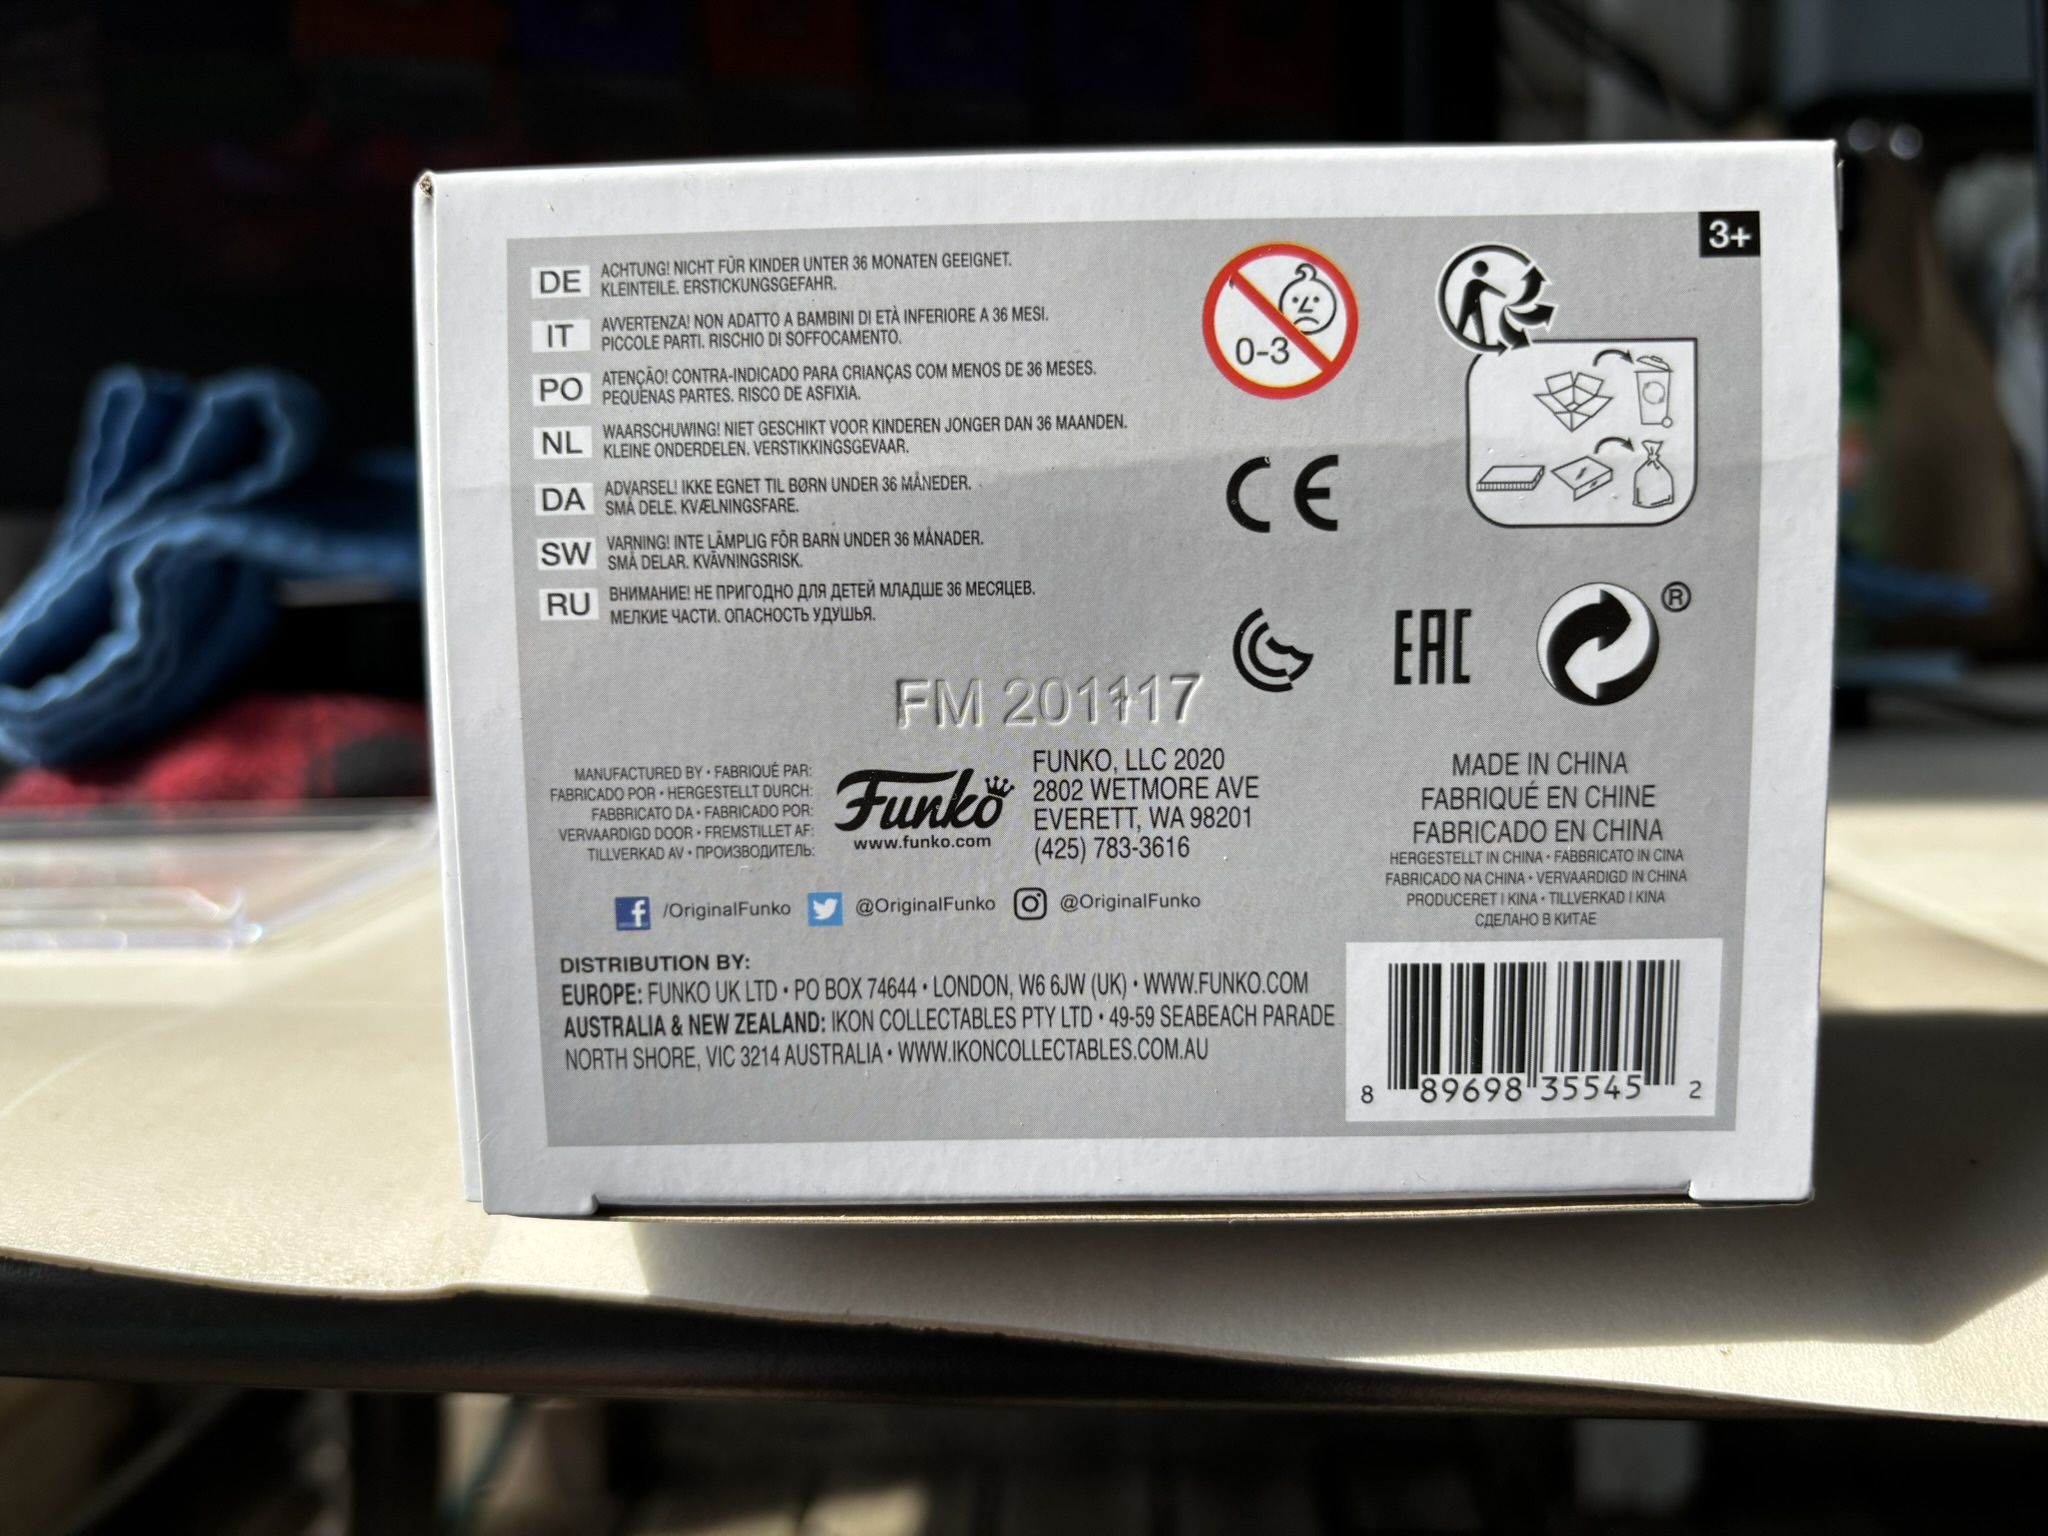 3+
DE ACHTUNG! NICHT FÜR KINDER UNTER 36 MONATEN GEEIGNET.
KLEINTEILE. ERSTICKUNGSGEFAHR.
IT AVVERTENZA! NON ADATTO A BAMBINI DI ETÀ INFERIORE A 36 MESI.
PICCOLE PARTI. RISCHIO DI SOFFOCAMENTO.
PO ATENÇÃO! CONTRA-INDICADO PARA CRIANÇAS COM MENOS DE 36 MESES.
PEQUENAS PARTES. RISCO DE ASFIXIA.
NL WAARSCHUWING! NIET GESCHIKT VOOR KINDEREN JONGER DAN 36 MAANDEN.
KLEINE ONDERDELEN. VERSTIKKINGSGEVAAR.
DA ADVARSEL! IKKE EGNET TIL BØRN UNDER 36 MÅNEDER.
SMÅ DELE. KVÆLNINGSFARE.
SW VARNING! INTE LÄMPLIG FÖR BARN UNDER 36 MÅNADER.
SMÅ DELAR. KVÄVNINGSRISK.
RU ВНИМАНИЕ! НЕ ПРИГОДНО ДЛЯ ДЕТЕЙ МЛАДШЕ 36 МЕСЯЦЕВ.
МЕЛКИЕ ЧАСТИ. ОПАСНОСТЬ УДУШЬЯ.
0-3
CE
EAC
®
FM 201117
MANUFACTURED BY • FABRIQUÉ PAR:
FABRICADO POR • HERGESTELLT DURCH:
FABBRICATO DA • FABRICADO POR:
VERVAARDIGD DOOR • FREMSTILLET AF:
TILLVERKAD AV • ПРОИЗВОДИТЕЛЬ:
Funko
www.funko.com
FUNKO, LLC 2020
2802 WETMORE AVE
EVERETT, WA 98201
(425) 783-3616
MADE IN CHINA
FABRIQUÉ EN CHINE
FABRICADO EN CHINA
HERGESTELLT IN CHINA • FABBRICATO IN CINA
FABRICADO NA CHINA • VERVAARDIGD IN CHINA
PRODUCERET I KINA • TILLVERKAD I KINA
СДЕЛАНО В КИТАЕ
f /OriginalFunko @OriginalFunko @OriginalFunko
DISTRIBUTION BY:
EUROPE: FUNKO UK LTD • PO BOX 74644 • LONDON, W6 6JW (UK) • WWW.FUNKO.COM
AUSTRALIA & NEW ZEALAND: IKON COLLECTABLES PTY LTD • 49-59 SEABEACH PARADE
NORTH SHORE, VIC 3214 AUSTRALIA • WWW.IKONCOLLECTABLES.COM.AU
8 89698 35545 2